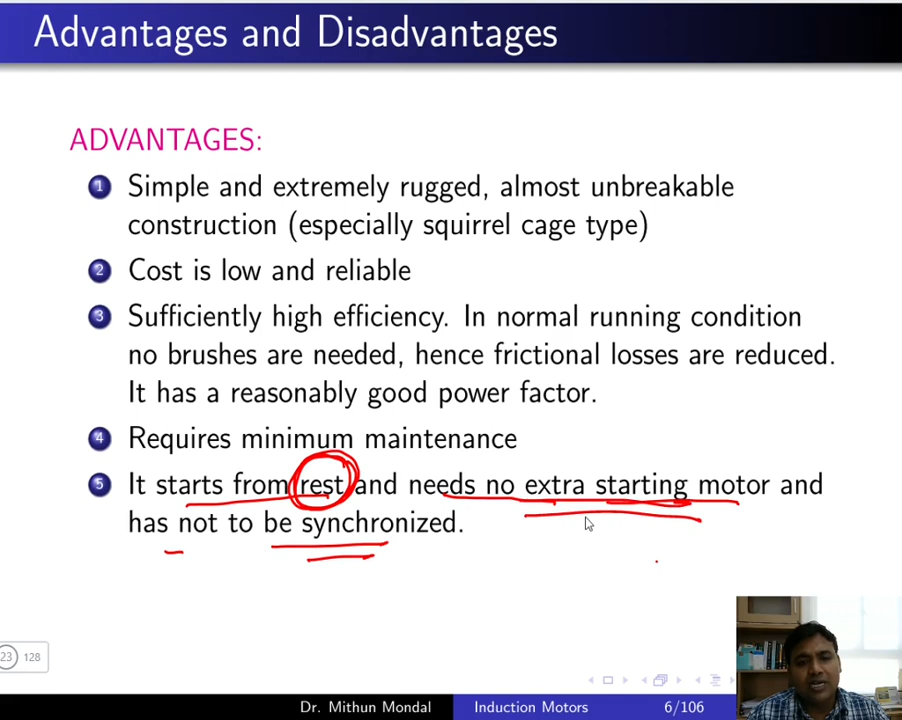 Advantages and Disadvantages
ADVANTAGES:
1 Simple and extremely rugged, almost unbreakable
construction (especially squirrel cage type)
2 Cost is low and reliable
3 Sufficiently high efficiency. In normal running condition
no brushes are needed, hence frictional losses are reduced.
It has a reasonably good power factor.
4 Requires minimum maintenance
5 It starts from rest and needs no extra starting motor and
has not to be synchronized.
23 128
Dr. Mithun Mondal Induction Motors 6/106